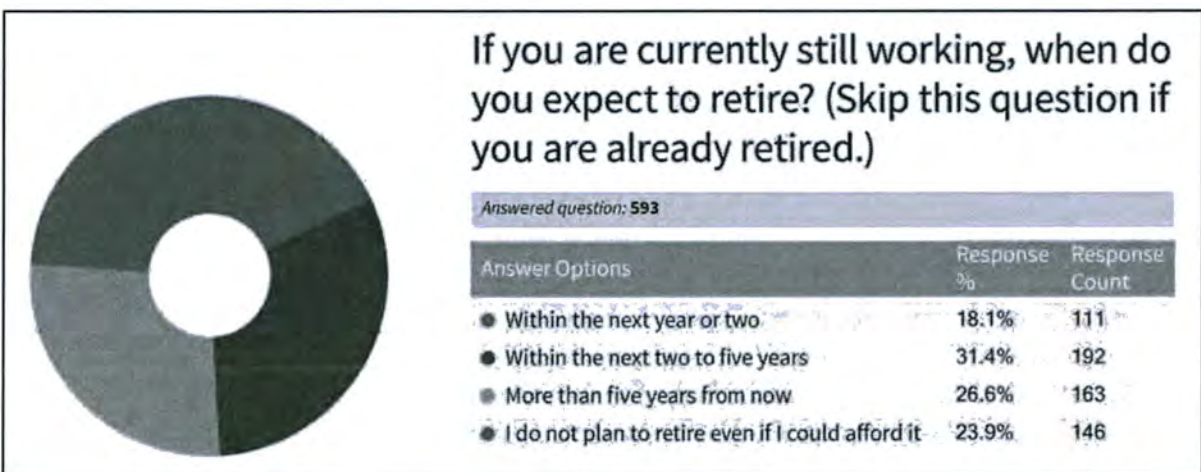 If you are currently still working, when do
you expect to retire? (Skip this question if
you are already retired.)
Answered question: 593
Answer Options Response % Response Count
Within the next year or two 18.1% 111
Within the next two to five years 31.4% 192
More than five years from now 26.6% 163
I do not plan to retire even if I could afford it 23.9% 146